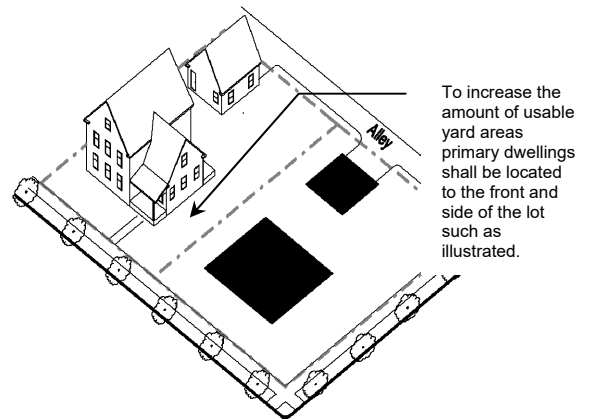 To increase the
amount of usable
yard areas
primary dwellings
shall be located
to the front and
side of the lot
such as
illustrated.
Alley